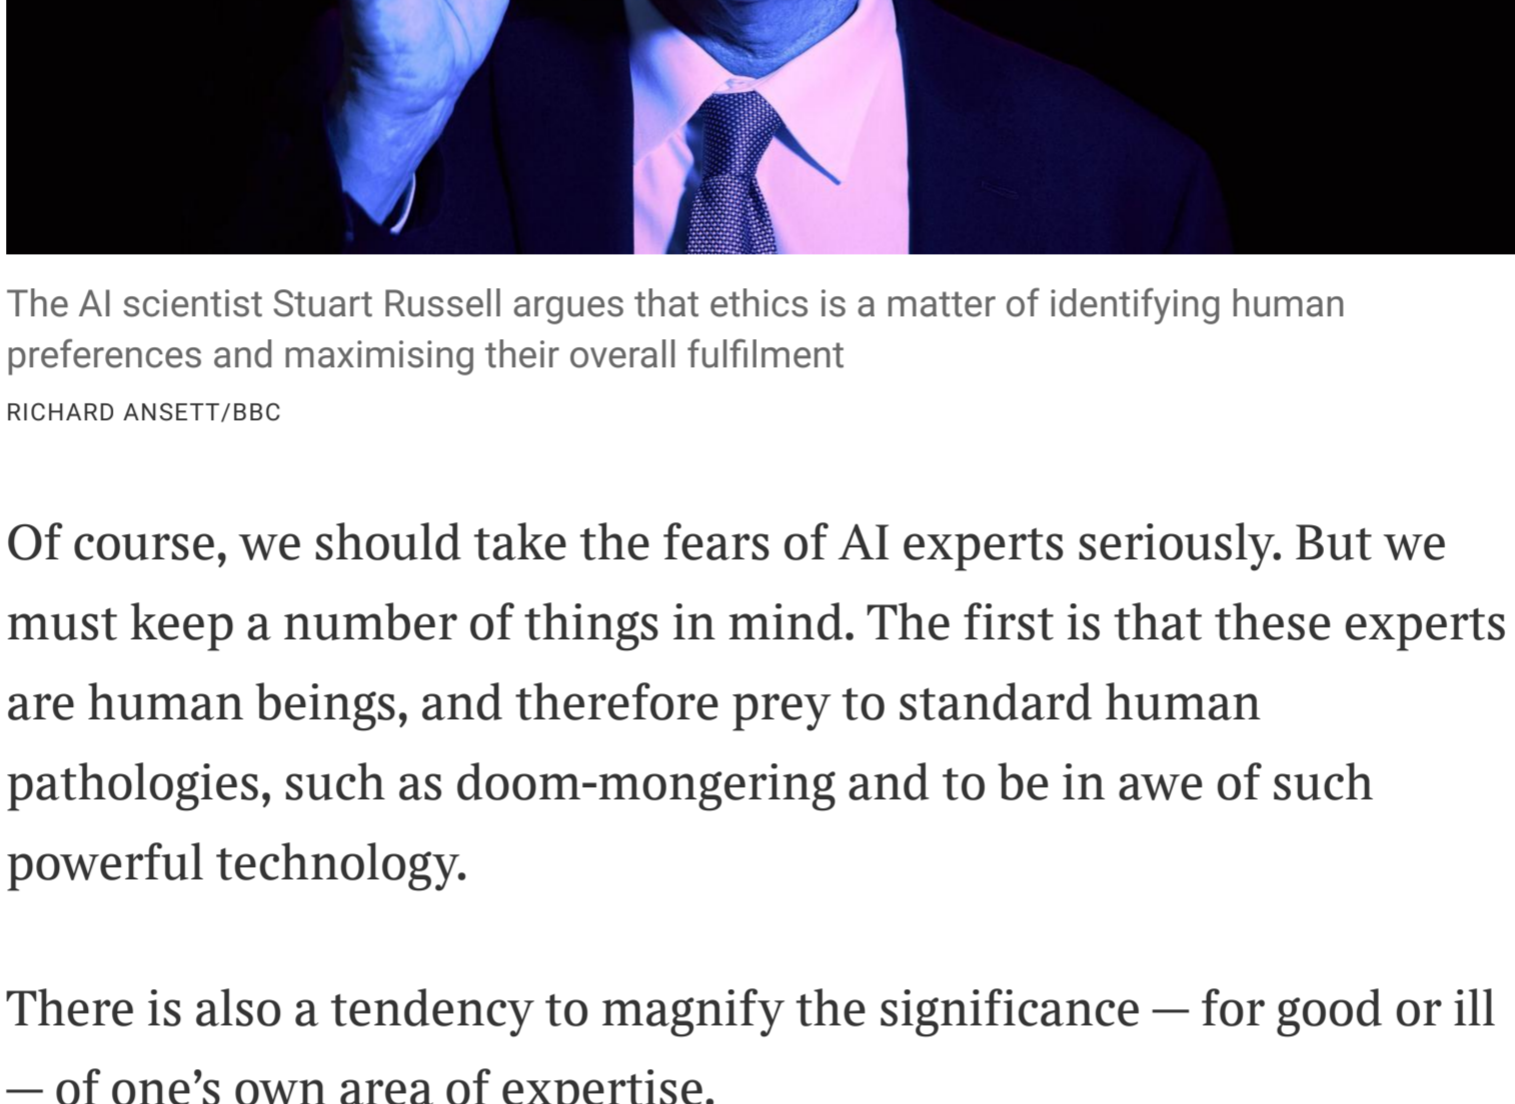 The AI scientist Stuart Russell argues that ethics is a matter of identifying human
preferences and maximising their overall fulfilment
RICHARD ANSETT/BBC
Of course, we should take the fears of AI experts seriously. But we
must keep a number of things in mind. The first is that these experts
are human beings, and therefore prey to standard human
pathologies, such as doom-mongering and to be in awe of such
powerful technology.
There is also a tendency to magnify the significance — for good or ill
— of one’s own area of expertise.